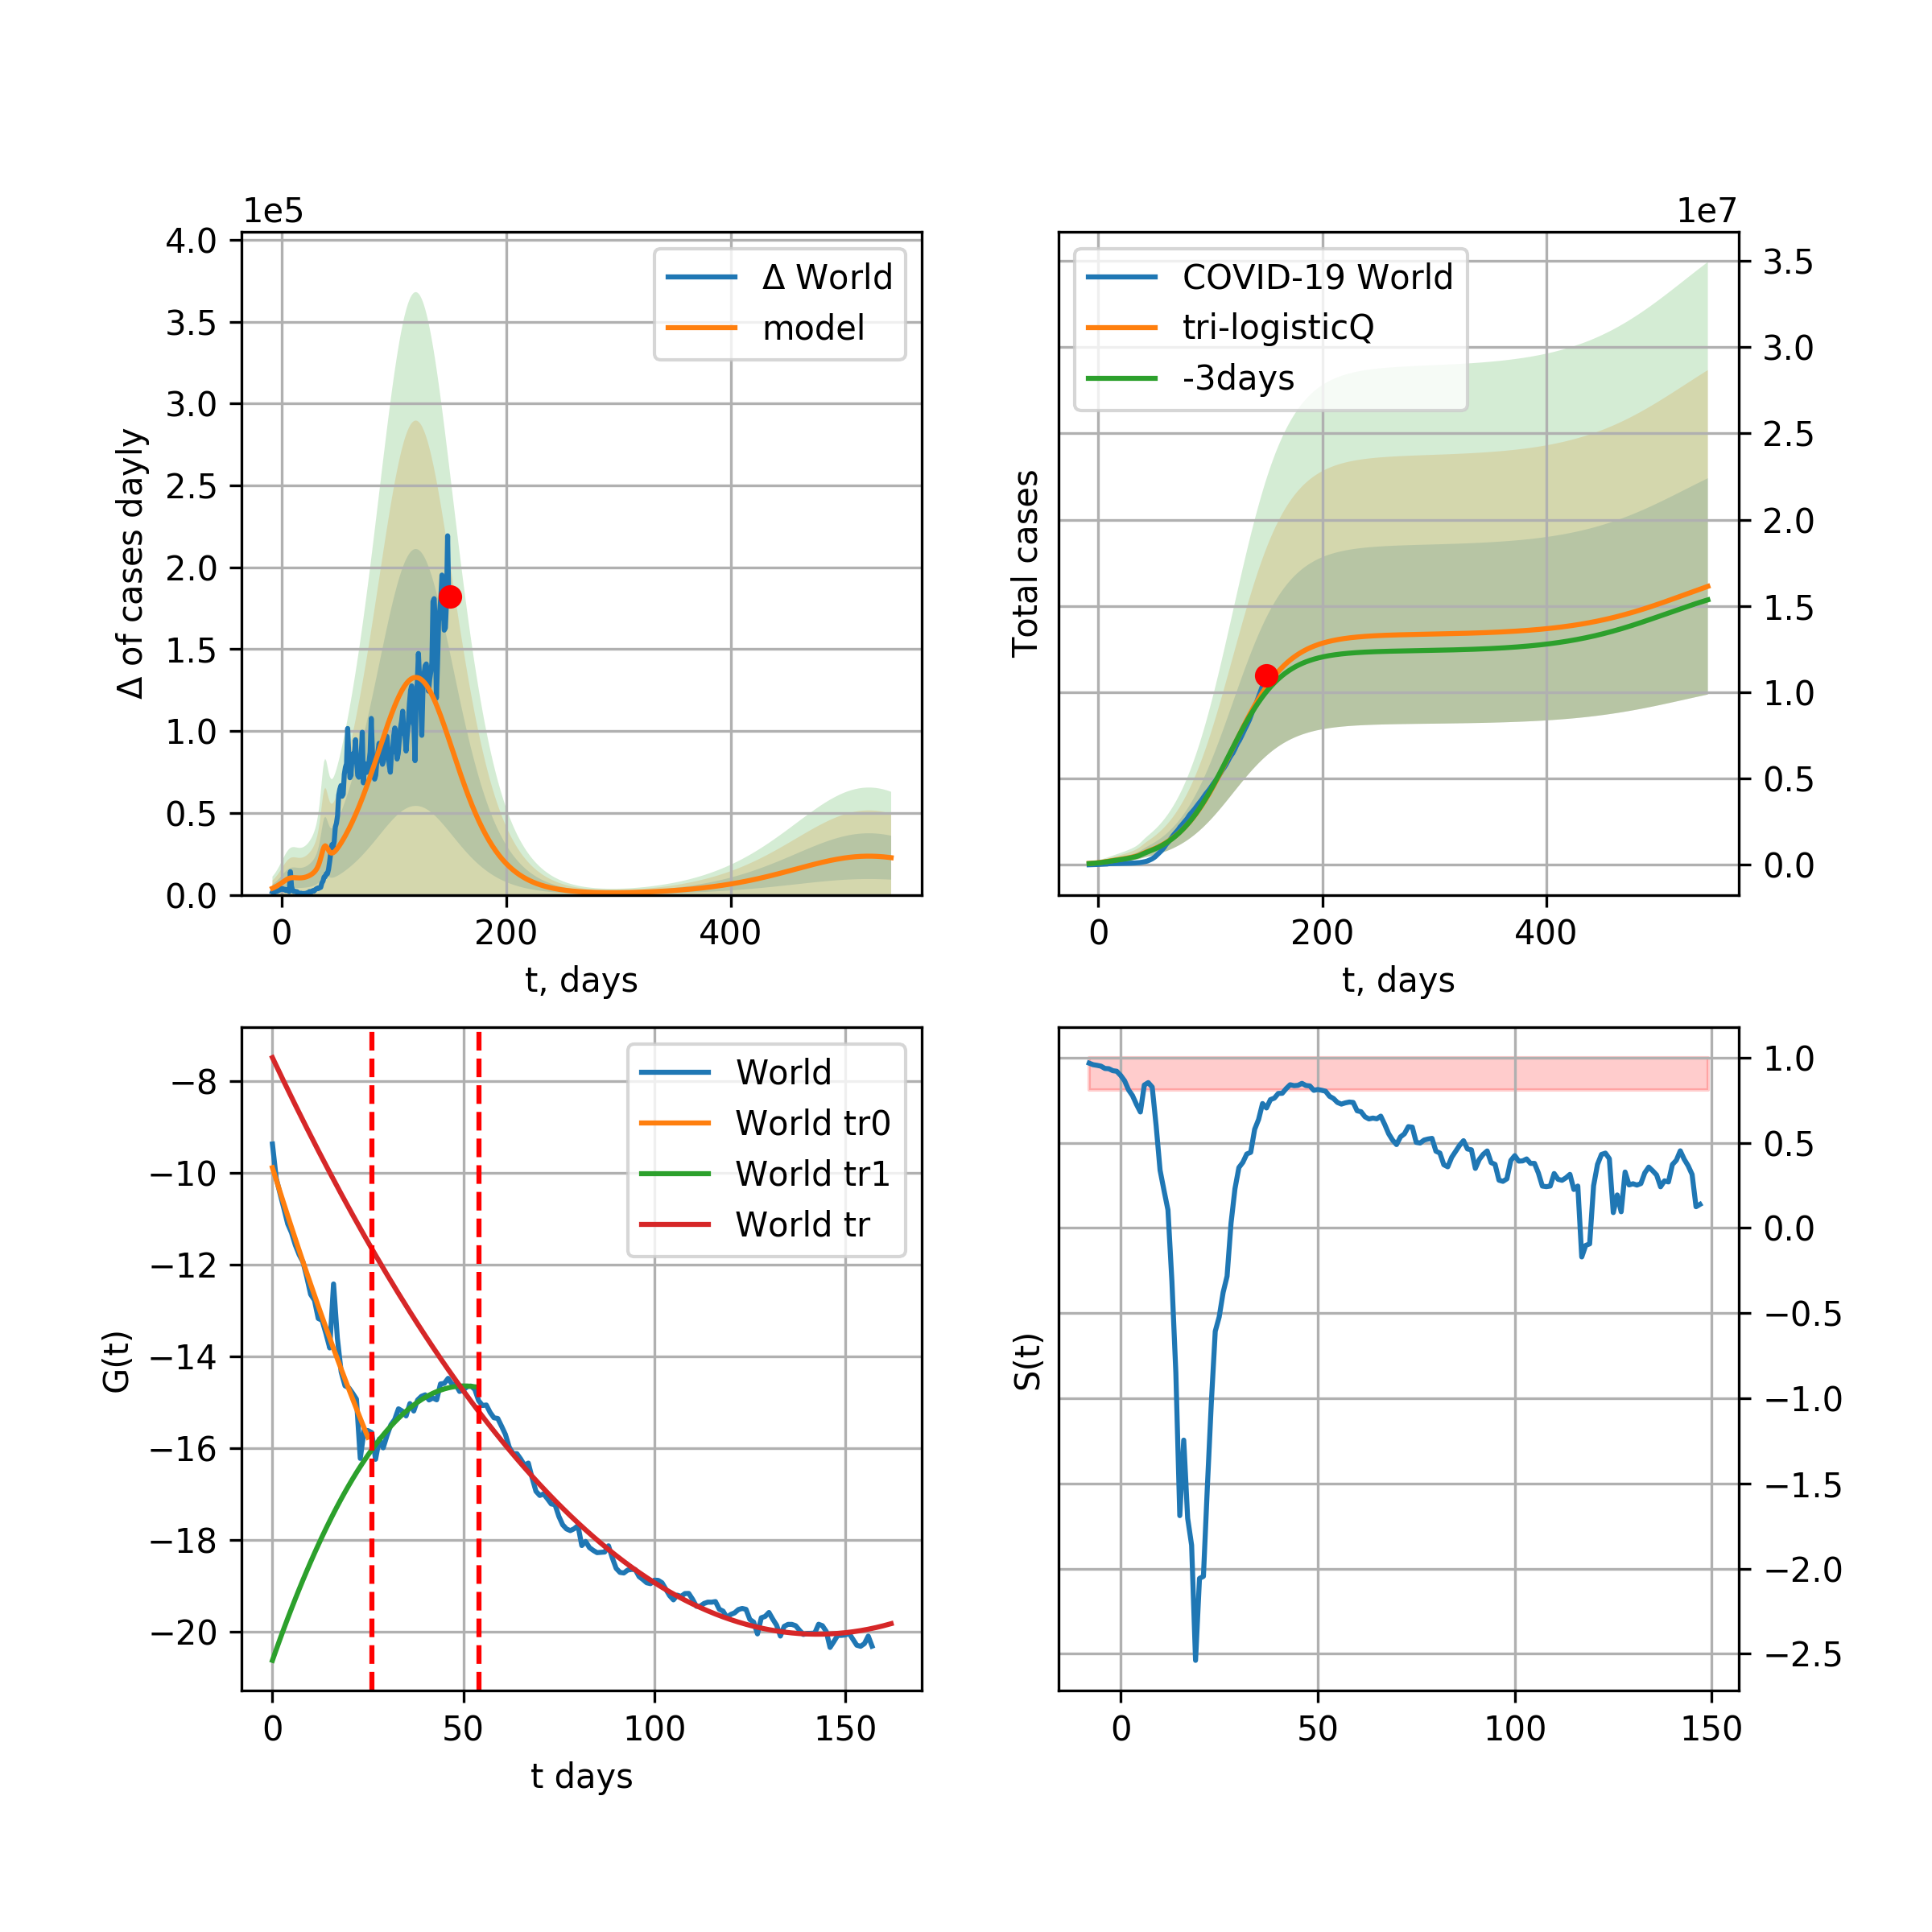 1e5
4.0
3.5
3.0
2.5
2.0
1.5
1.0
0.5
0.0
Δ of cases dayly
Δ World
model
0 200 400
t, days
1e7
Total cases
COVID-19 World
tri-logisticQ
-3days
3.5
3.0
2.5
2.0
1.5
1.0
0.5
0.0
0 200 400
t, days
−8
−10
−12
−14
−16
−18
−20
G(t)
World
World tr0
World tr1
World tr
0 50 100 150
t days
S(t)
1.0
0.5
0.0
−0.5
−1.0
−1.5
−2.0
−2.5
0 50 100 150